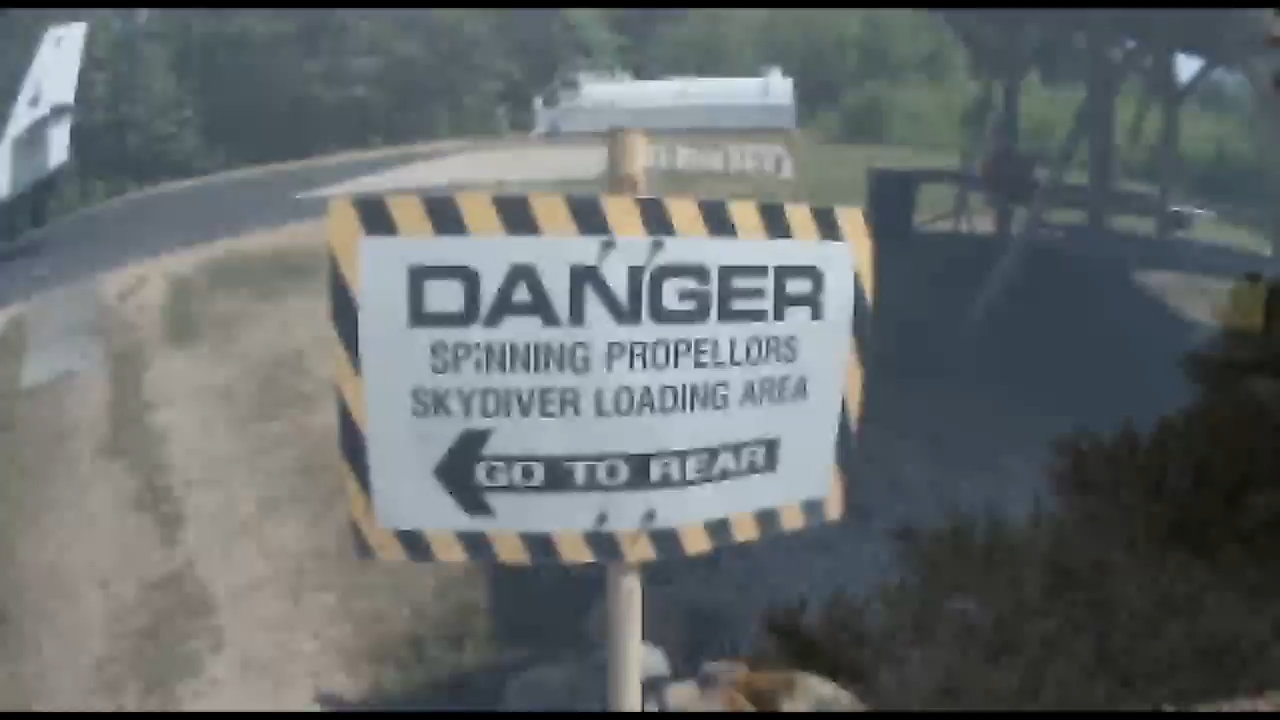 DANGER
SPINNING PROPELLORS
SKYDIVER LOADING AREA
GO TO REAR